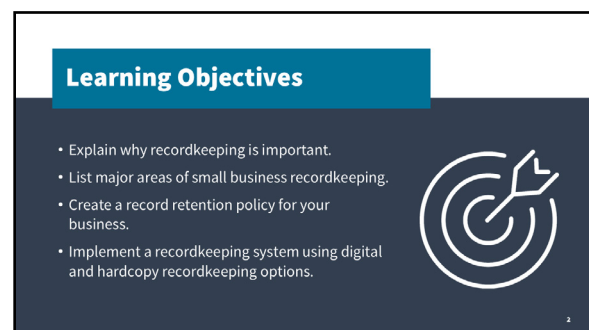 Learning Objectives
• Explain why recordkeeping is important.
• List major areas of small business recordkeeping.
• Create a record retention policy for your
business.
• Implement a recordkeeping system using digital
and hardcopy recordkeeping options.
2